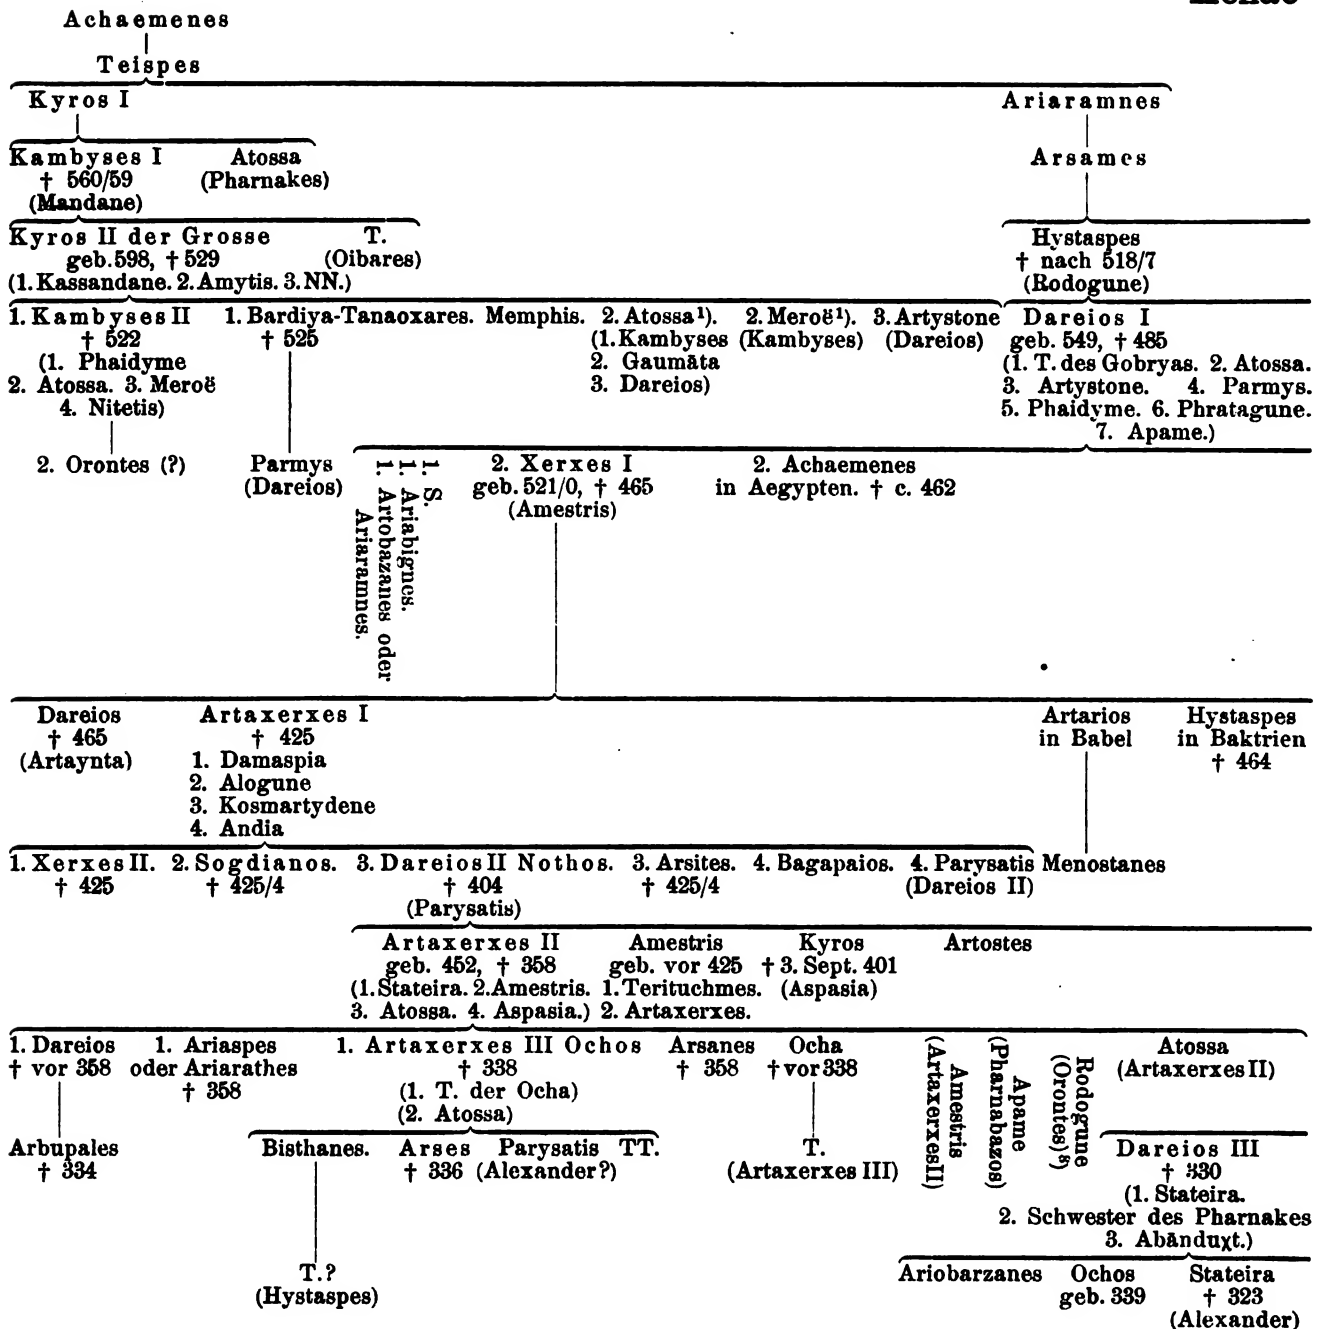 Achaemenes
Teispes
Kyros I Ariaramnes
Kambyses I Atossa Arsames
† 560/59 (Pharnakes)
(Mandane)
Kyros II der Grosse T. Hystaspes
geb. 598, † 529 (Oibares) † nach 518/7
(1. Kassandane. 2. Amytis. 3. NN.) (Rodogune)
1. Kambyses II 1. Bardiya-Tanaoxares. Memphis. 2. Atossa¹). 2. Meroë¹). 3. Artystone Dareios I
† 522 † 525 (1. Kambyses (Kambyses) (Dareios) geb. 549, † 485
(1. Phaidyme 2. Gaumāta (1. T. des Gobryas. 2. Atossa.
2. Atossa. 3. Meroë 3. Dareios) 3. Artystone. 4. Parmys.
4. Nitetis) 5. Phaidyme. 6. Phratagune.
7. Apame.)
2. Orontes (?) Parmys 1. S. 2. Xerxes I 2. Achaemenes
(Dareios) 1. Ariabignes. geb. 521/0, † 465 in Aegypten. † c. 462
1. Artobazanes oder (Amestris)
Ariaramnes.
Dareios Artaxerxes I Artarios Hystaspes
† 465 † 425 in Babel in Baktrien
(Artaynta) 1. Damaspia † 464
2. Alogune
3. Kosmartydene
4. Andia
1. Xerxes II. 2. Sogdianos. 3. Dareios II Nothos. 3. Arsites. 4. Bagapaios. 4. Parysatis Menostanes
† 425 † 425/4 † 404 † 425/4 (Dareios II)
(Parysatis)
Artaxerxes II Amestris Kyros Artostes
geb. 452, † 358 geb. vor 425 † 3. Sept. 401
(1. Stateira. 2. Amestris. 1. Terituchmes. (Aspasia)
3. Atossa. 4. Aspasia.) 2. Artaxerxes.
1. Dareios 1. Ariaspes 1. Artaxerxes III Ochos Arsanes Ocha Amestris Apame Rodogune Atossa
† vor 358 oder Ariarathes † 338 † 358 † vor 338 (Artaxerxes II) (Pharnabazos) (Orontes)⁸) (Artaxerxes II)
† 358 (1. T. der Ocha)
(2. Atossa)
Arbupales Bisthanes. Arses Parysatis TT. T. Dareios III
† 334 † 336 (Alexander?) (Artaxerxes III) † 330
(1. Stateira.
2. Schwester des Pharnakes
3. Abānduχt.)
T.? Ariobarzanes Ochos Stateira
(Hystaspes) geb. 339 † 323
(Alexander)